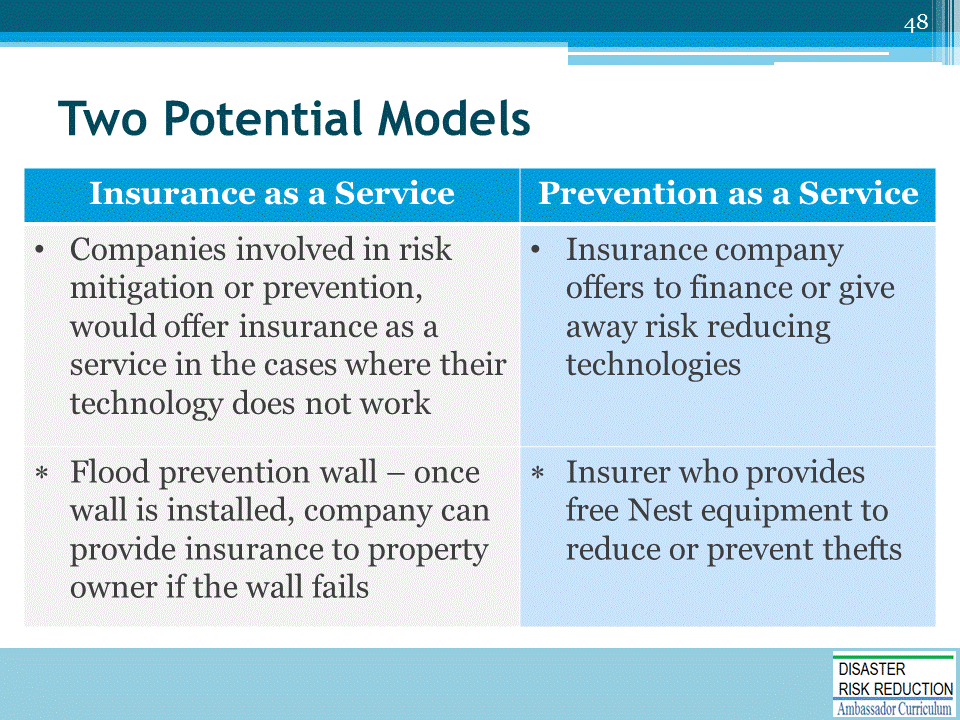 48
Two Potential Models
Insurance as a Service
Prevention as a Service
• Companies involved in risk
mitigation or prevention,
would offer insurance as a
service in the cases where their
technology does not work
• Insurance company
offers to finance or give
away risk reducing
technologies
* Flood prevention wall – once
wall is installed, company can
provide insurance to property
owner if the wall fails
* Insurer who provides
free Nest equipment to
reduce or prevent thefts
DISASTER
RISK REDUCTION
Ambassador Curriculum